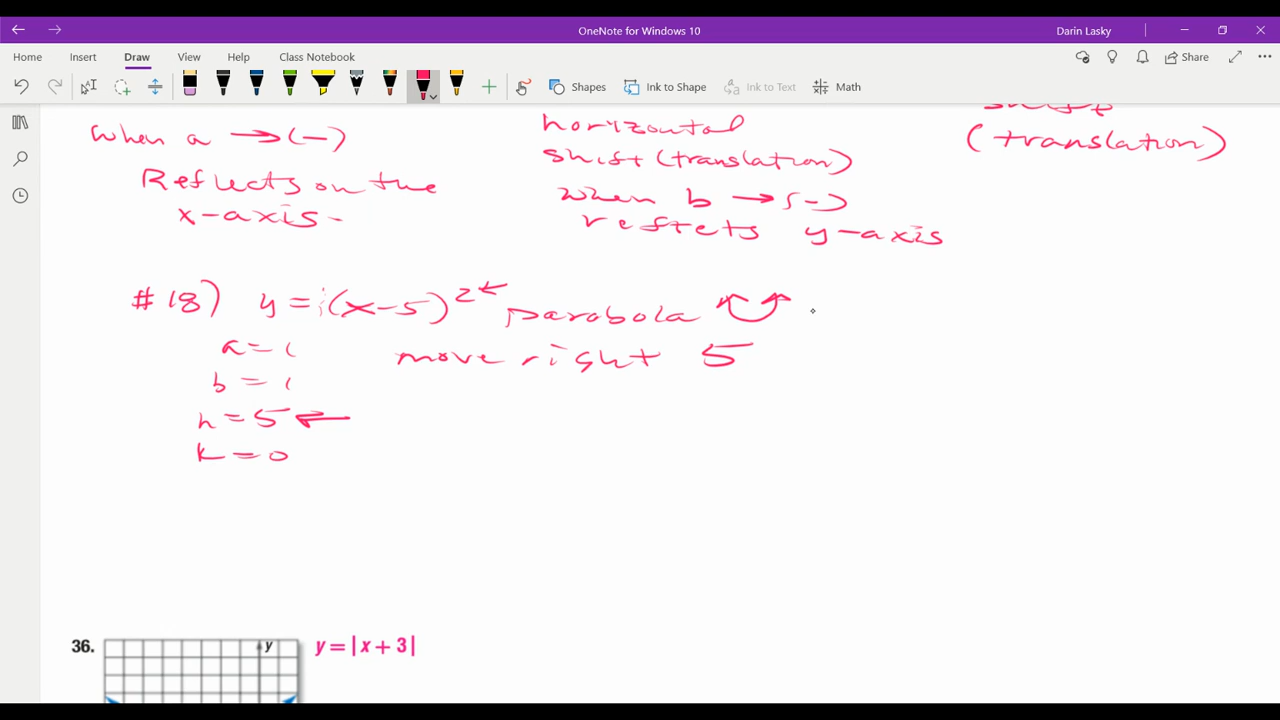 OneNote for Windows 10
Darin Lasky
Home Insert Draw View Help Class Notebook
Share
Shapes
Ink to Shape
Ink to Text
Math
when a → (-)
Reflects on the
x-axis -
horizontal
shift (translation)
when b → (-)
reflects y-axis
shift
(translation)
#18) y = 1(x-5)2 ← parabola
a = 1
move right 5
b = 1
h = 5 ←
k = 0
36.
y
y = |x + 3|